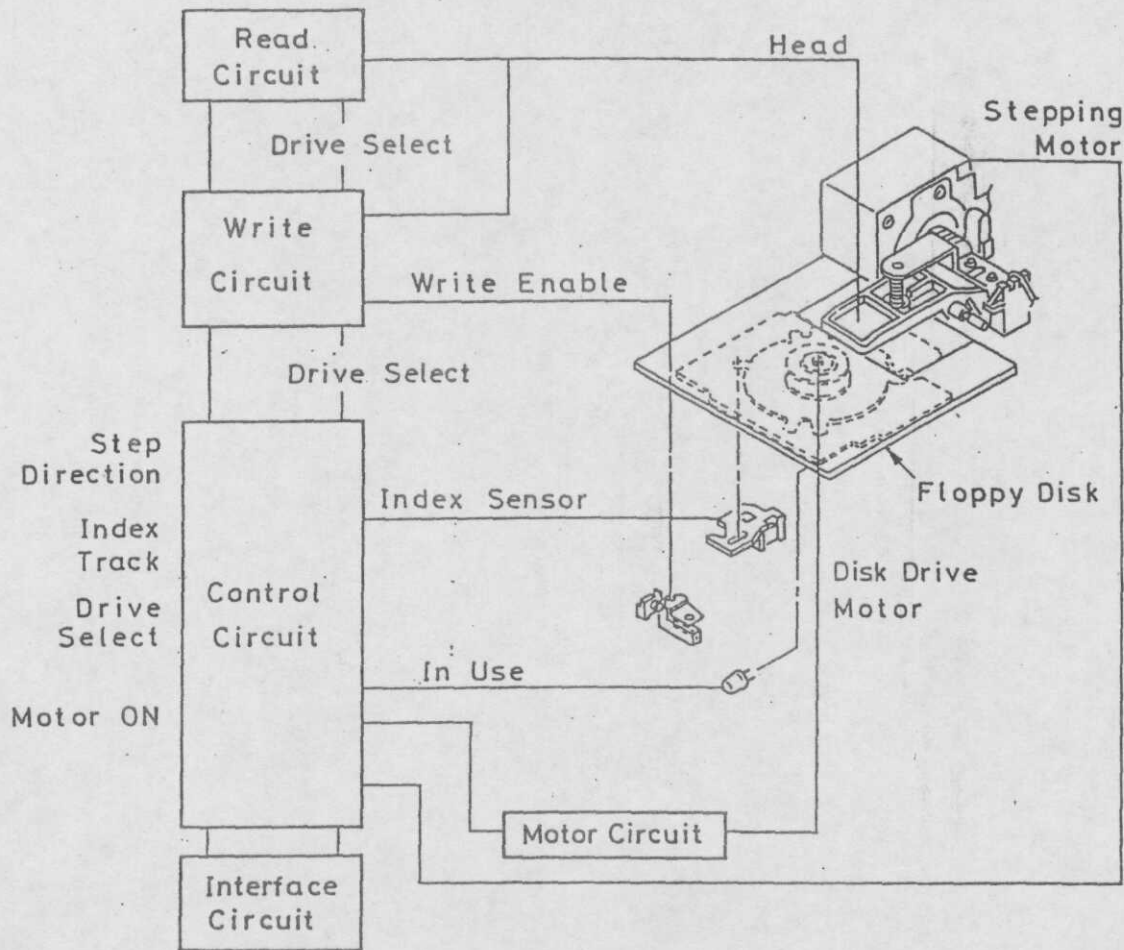 Read
Circuit
Head
Stepping
Motor
Drive Select
Write
Circuit
Write Enable
Drive Select
Step
Direction
Index Sensor
Floppy Disk
Index
Track
Control
Circuit
Disk Drive
Motor
Drive
Select
In Use
Motor ON
Motor Circuit
Interface
Circuit